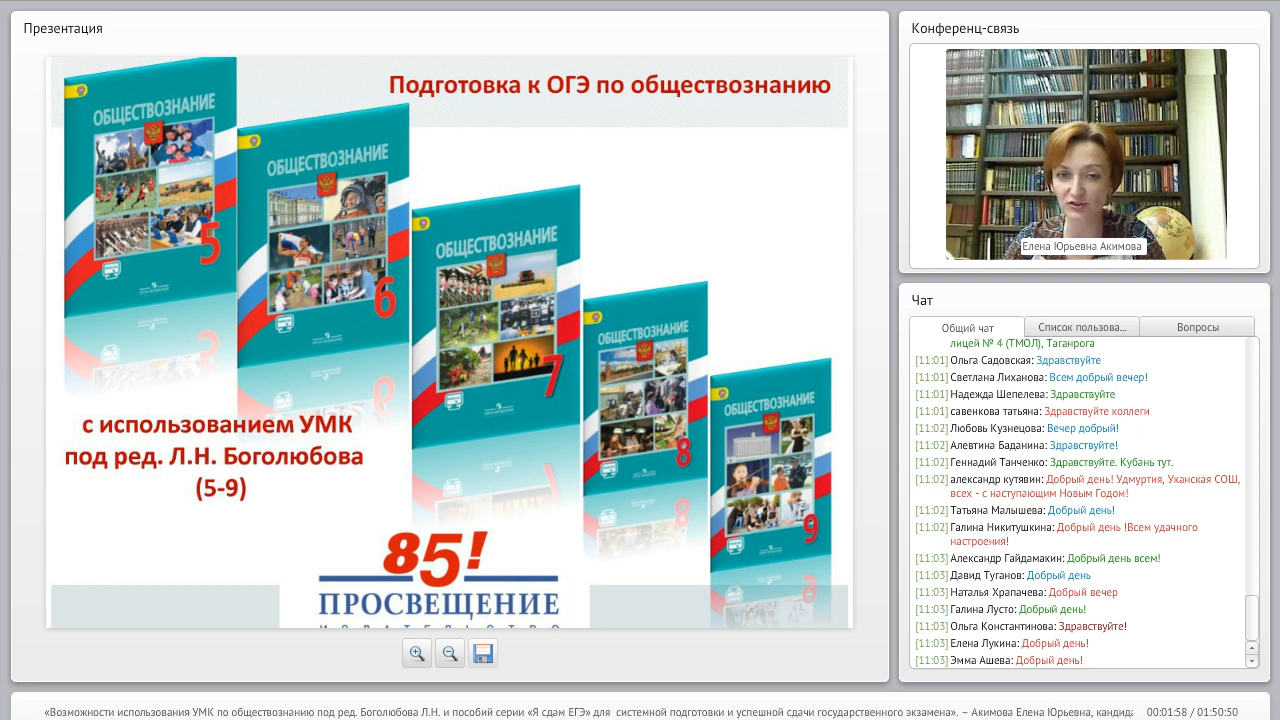 Презентация
Подготовка к ОГЭ по обществознанию
ОБЩЕСТВОЗНАНИЕ
5
ПРОСВЕЩЕНИЕ
ОБЩЕСТВОЗНАНИЕ
6
ПРОСВЕЩЕНИЕ
ОБЩЕСТВОЗНАНИЕ
7
ПРОСВЕЩЕНИЕ
ОБЩЕСТВОЗНАНИЕ
8
ОБЩЕСТВОЗНАНИЕ
9
с использованием УМК
под ред. Л.Н. Боголюбова
(5-9)
85!
ПРОСВЕЩЕНИЕ
Конференц-связь
Елена Юрьевна Акимова
Чат
Общий чат
Список пользова...
Вопросы
лицей № 4 (ТМОЛ), Таганрога
[11:01] Ольга Садовская: Здравствуйте
[11:01] Светлана Лиханова: Всем добрый вечер!
[11:01] Надежда Шепелева: Здравствуйте
[11:01] савенкова татьяна: Здравствуйте коллеги
[11:02] Любовь Кузнецова: Вечер добрый!
[11:02] Алевтина Баданина: Здравствуйте!
[11:02] Геннадий Танченко: Здравствуйте. Кубань тут.
[11:02] александр кутявин: Добрый день! Удмуртия, Уканская СОШ,
всех - с наступающим Новым Годом!
[11:02] Татьяна Малышева: Добрый день!
[11:02] Галина Никитушкина: Добрый день !Всем удачного
настроения!
[11:03] Александр Гайдамакин: Добрый день всем!
[11:03] Давид Туганов: Добрый день
[11:03] Наталья Храпачева: Добрый вечер
[11:03] Галина Лусто: Добрый день!
[11:03] Ольга Константинова: Здравствуйте!
[11:03] Елена Лукина: Добрый день!
[11:03] Эмма Ашева: Добрый день!
«Возможности использования УМК по обществознанию под ред. Боголюбова Л.Н. и пособий серии «Я сдам ЕГЭ» для системной подготовки и успешной сдачи государственного экзамена». – Акимова Елена Юрьевна, кандид
00:01:58 / 01:50:50